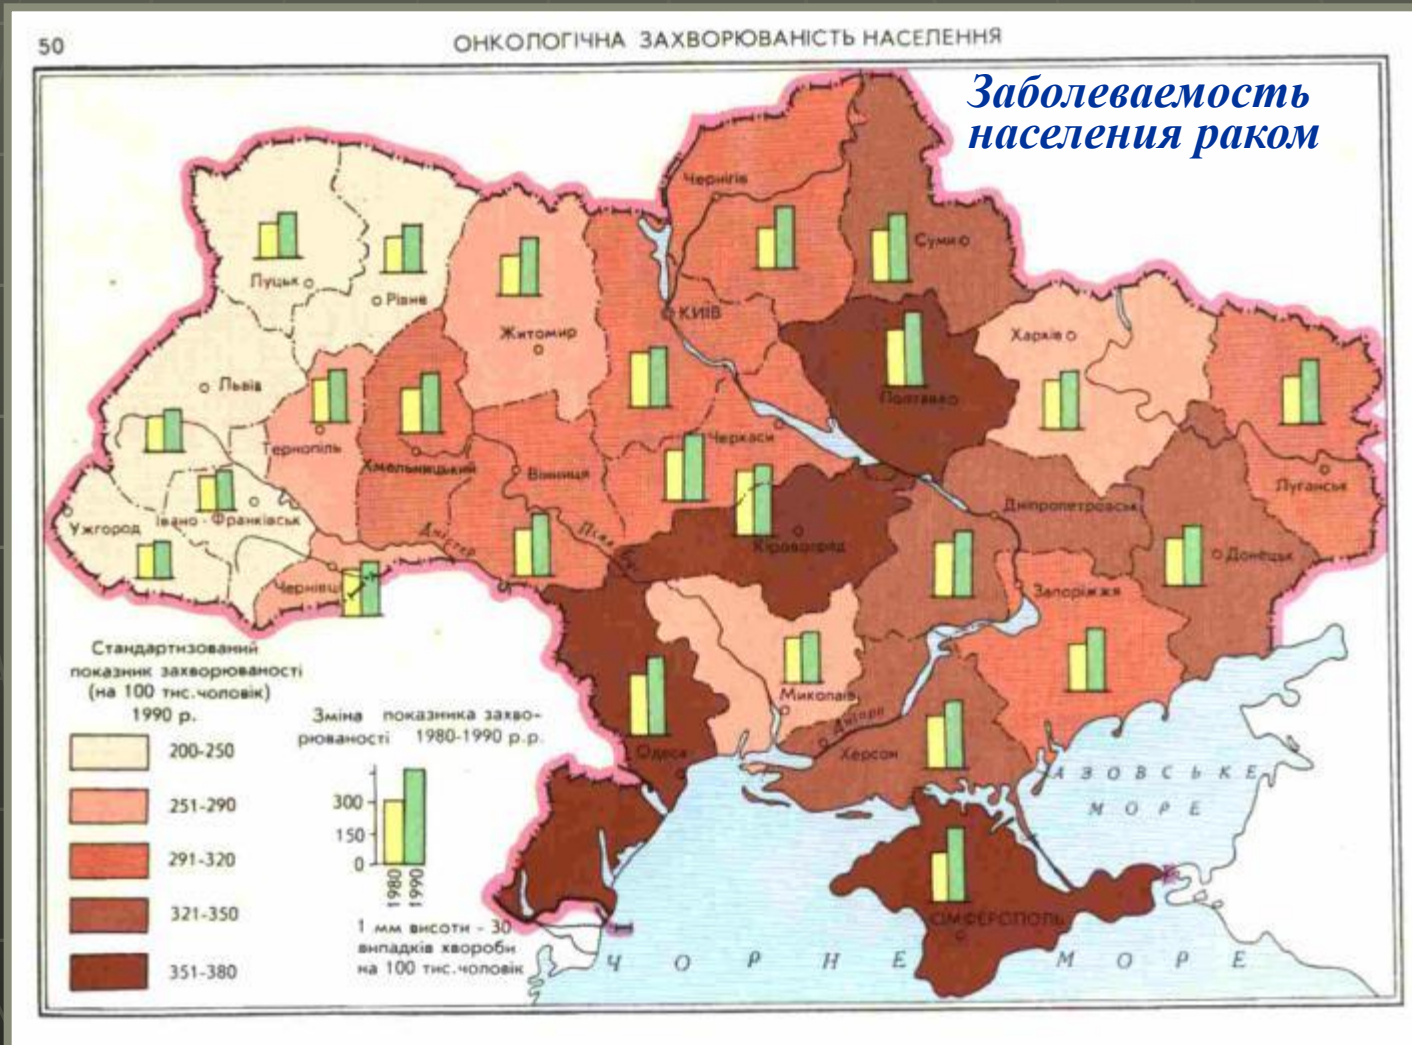 50
ОНКОЛОГІЧНА ЗАХВОРЮВАНІСТЬ НАСЕЛЕННЯ
Заболеваемость
населения раком
Чернігів
Суми
Луцьк
Рівне
КИЇВ
Житомир
Харків
Львів
Полтава
Тернопіль
Хмельницький
Черкаси
Вінниця
Луганськ
Ужгород
Івано-Франківськ
Дніпропетровськ
Дністер
Кіровоград
Донецьк
Чернівці
Запоріжжя
Миколаїв
Дніпро
Одеса
Херсон
АЗОВСЬКЕ
МОРЕ
СІМФЕРОПОЛЬ
ЧОРНЕ МОРЕ
Стандартизований
показник захворюваності
(на 100 тис.чоловік)
1990 р.
200-250
251-290
291-320
321-350
351-380
Зміна показника захво-
рюваності 1980-1990 р.р.
300
150
0
1980
1990
1 мм висоти - 30
випадків хвороби
на 100 тис.чоловік